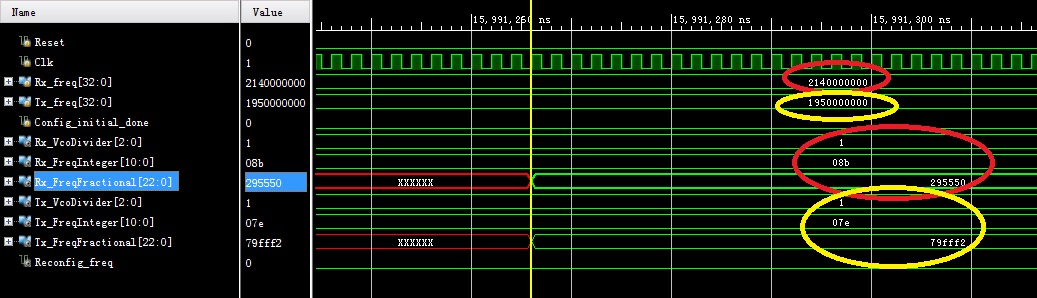 Name Value
15,991,260 ns 15,991,280 ns 15,991,300 ns
Reset 0
Clk 1
Rx_freq[32:0] 2140000000 2140000000
Tx_freq[32:0] 1950000000 1950000000
Config_initial_done 0
Rx_VcoDivider[2:0] 1 1
Rx_FreqInteger[10:0] 08b 08b
Rx_FreqFractional[22:0] 295550 XXXXXX 295550
Tx_VcoDivider[2:0] 1 1
Tx_FreqInteger[10:0] 07e 07e
Tx_FreqFractional[22:0] 79fff2 XXXXXX 79fff2
Reconfig_freq 0